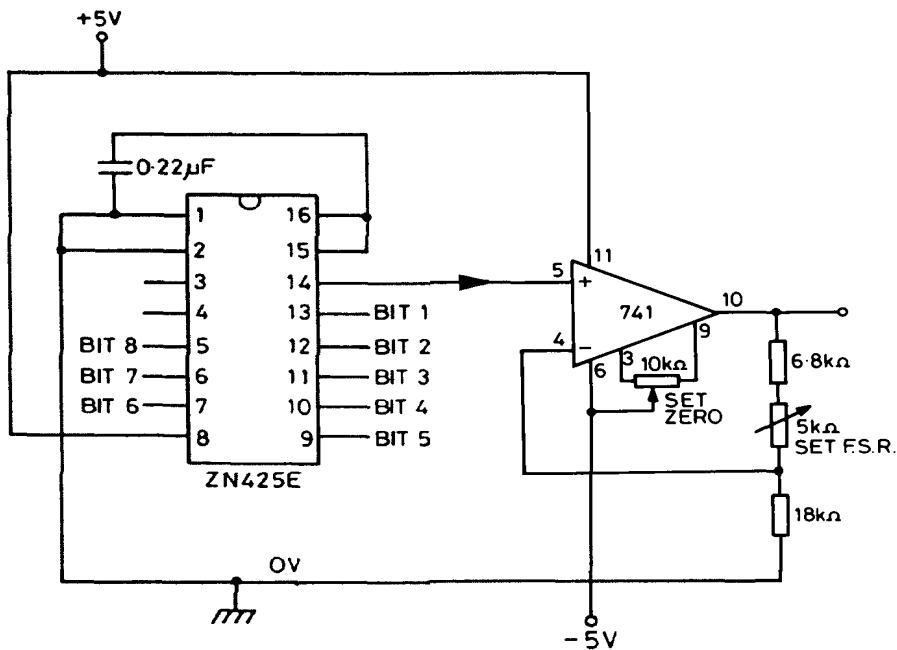 +5V
0·22µF
1
2
3
4
5
6
7
8
16
15
14
13
12
11
10
9
BIT 8
BIT 7
BIT 6
BIT 1
BIT 2
BIT 3
BIT 4
BIT 5
ZN425E
5
+
11
741
10
9
4
−
6
3
10kΩ
SET
ZERO
6·8kΩ
5kΩ
SET F.S.R.
18kΩ
0V
-5V